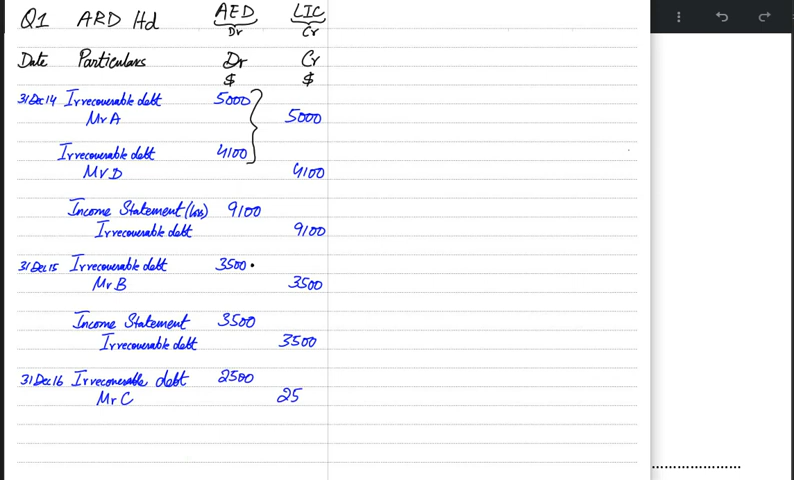 Q1 ARD Hd AED LIC
Dr Cr
Date Particulars Dr Cr
$ $
31 Dec 14 Irrecoverable debt 5000
Mr A 5000
Irrecoverable debt 4100
Mr D 4100
Income Statement (Loss) 9100
Irrecoverable debt 9100
31 Dec 15 Irrecoverable debt 3500
Mr B 3500
Income Statement 3500
Irrecoverable debt 3500
31 Dec 16 Irrecoverable debt 2500
Mr C 25